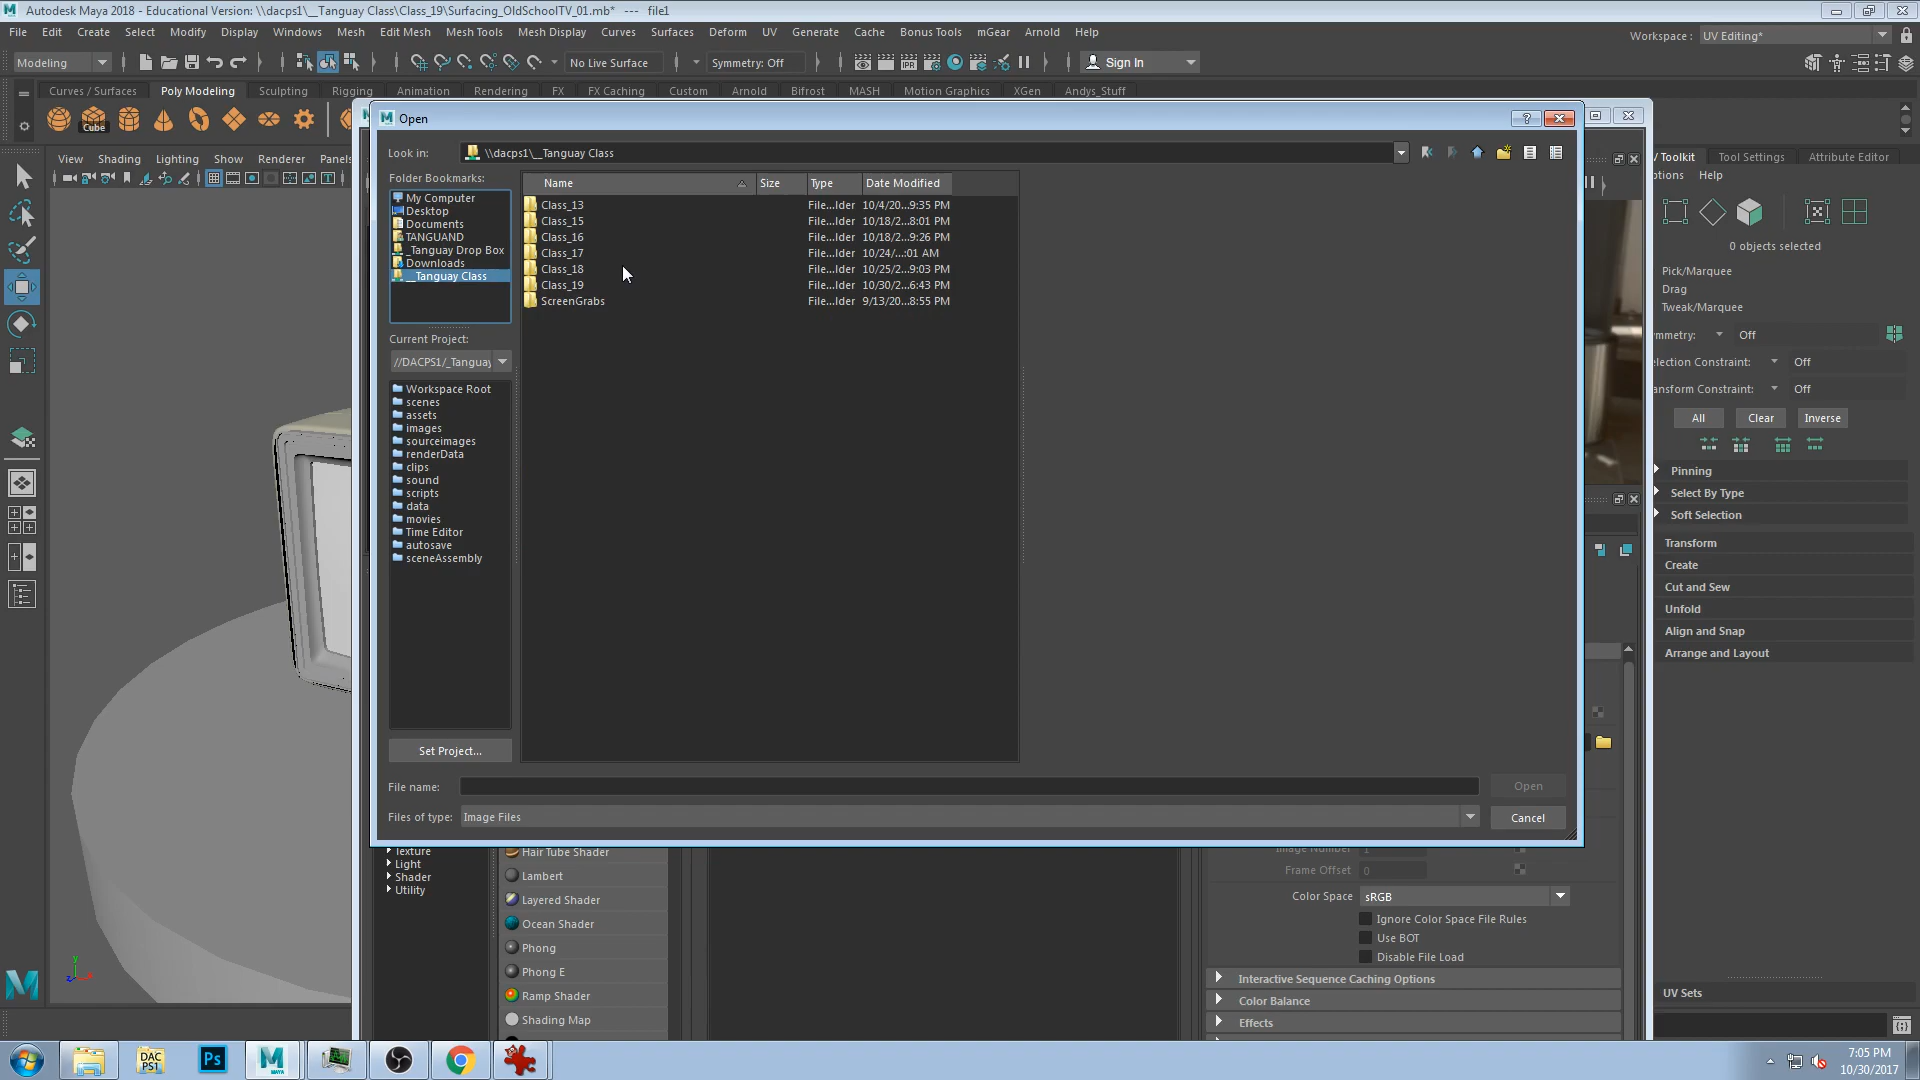 Autodesk Maya 2018 - Educational Version: \\dacps1\__Tanguay Class\Class_19\Surfacing_OldSchoolTV_01.mb*   ---   file1
File Edit Create Select Modify Display Windows Mesh Edit Mesh Mesh Tools Mesh Display Curves Surfaces Deform UV Generate Cache Bonus Tools mGear Arnold Help
Workspace : UV Editing*
Modeling
No Live Surface
Symmetry: Off
Sign In
Curves / Surfaces Poly Modeling Sculpting Rigging Animation Rendering FX FX Caching Custom Arnold Bifrost MASH Motion Graphics XGen Andys_Stuff
Cube
View Shading Lighting Show Renderer Panels
Open
Look in: \\dacps1\__Tanguay Class
Folder Bookmarks:
My Computer
Desktop
Documents
TANGUAND
_Tanguay Drop Box
Downloads
__Tanguay Class
Name Size Type Date Modified
Class_13 File...lder 10/4/20...9:35 PM
Class_15 File...lder 10/18/2...8:01 PM
Class_16 File...lder 10/18/2...9:26 PM
Class_17 File...lder 10/24/...:01 AM
Class_18 File...lder 10/25/2...9:03 PM
Class_19 File...lder 10/30/2...6:43 PM
ScreenGrabs File...lder 9/13/20...8:55 PM
Current Project:
//DACPS1/_Tanguay
Workspace Root
scenes
assets
images
sourceimages
renderData
clips
sound
scripts
data
movies
Time Editor
autosave
sceneAssembly
Set Project...
File name:
Open
Files of type: Image Files
Cancel
Toolkit Tool Settings Attribute Editor
ptions Help
0 objects selected
Pick/Marquee
Drag
Tweak/Marquee
mmetry: Off
election Constraint: Off
ansform Constraint: Off
All Clear Inverse
Pinning
Select By Type
Soft Selection
Transform
Create
Cut and Sew
Unfold
Align and Snap
Arrange and Layout
UV Sets
Texture
Light
Shader
Utility
Hair Tube Shader
Lambert
Layered Shader
Ocean Shader
Phong
Phong E
Ramp Shader
Shading Map
Image Number 1
Frame Offset 0
Color Space sRGB
Ignore Color Space File Rules
Use BOT
Disable File Load
Interactive Sequence Caching Options
Color Balance
Effects
y
z
x
DAC
PS1
Ps
MAYA
7:05 PM
10/30/2017